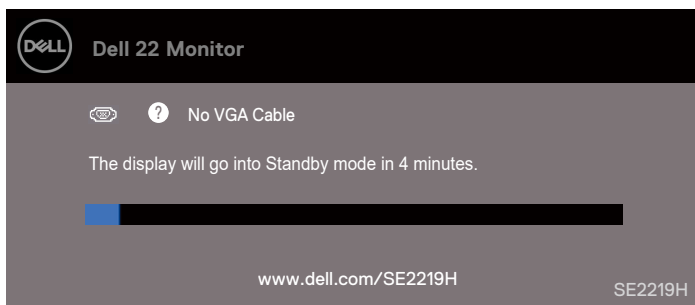 DELL
Dell 22 Monitor
? No VGA Cable
The display will go into Standby mode in 4 minutes.
www.dell.com/SE2219H
SE2219H